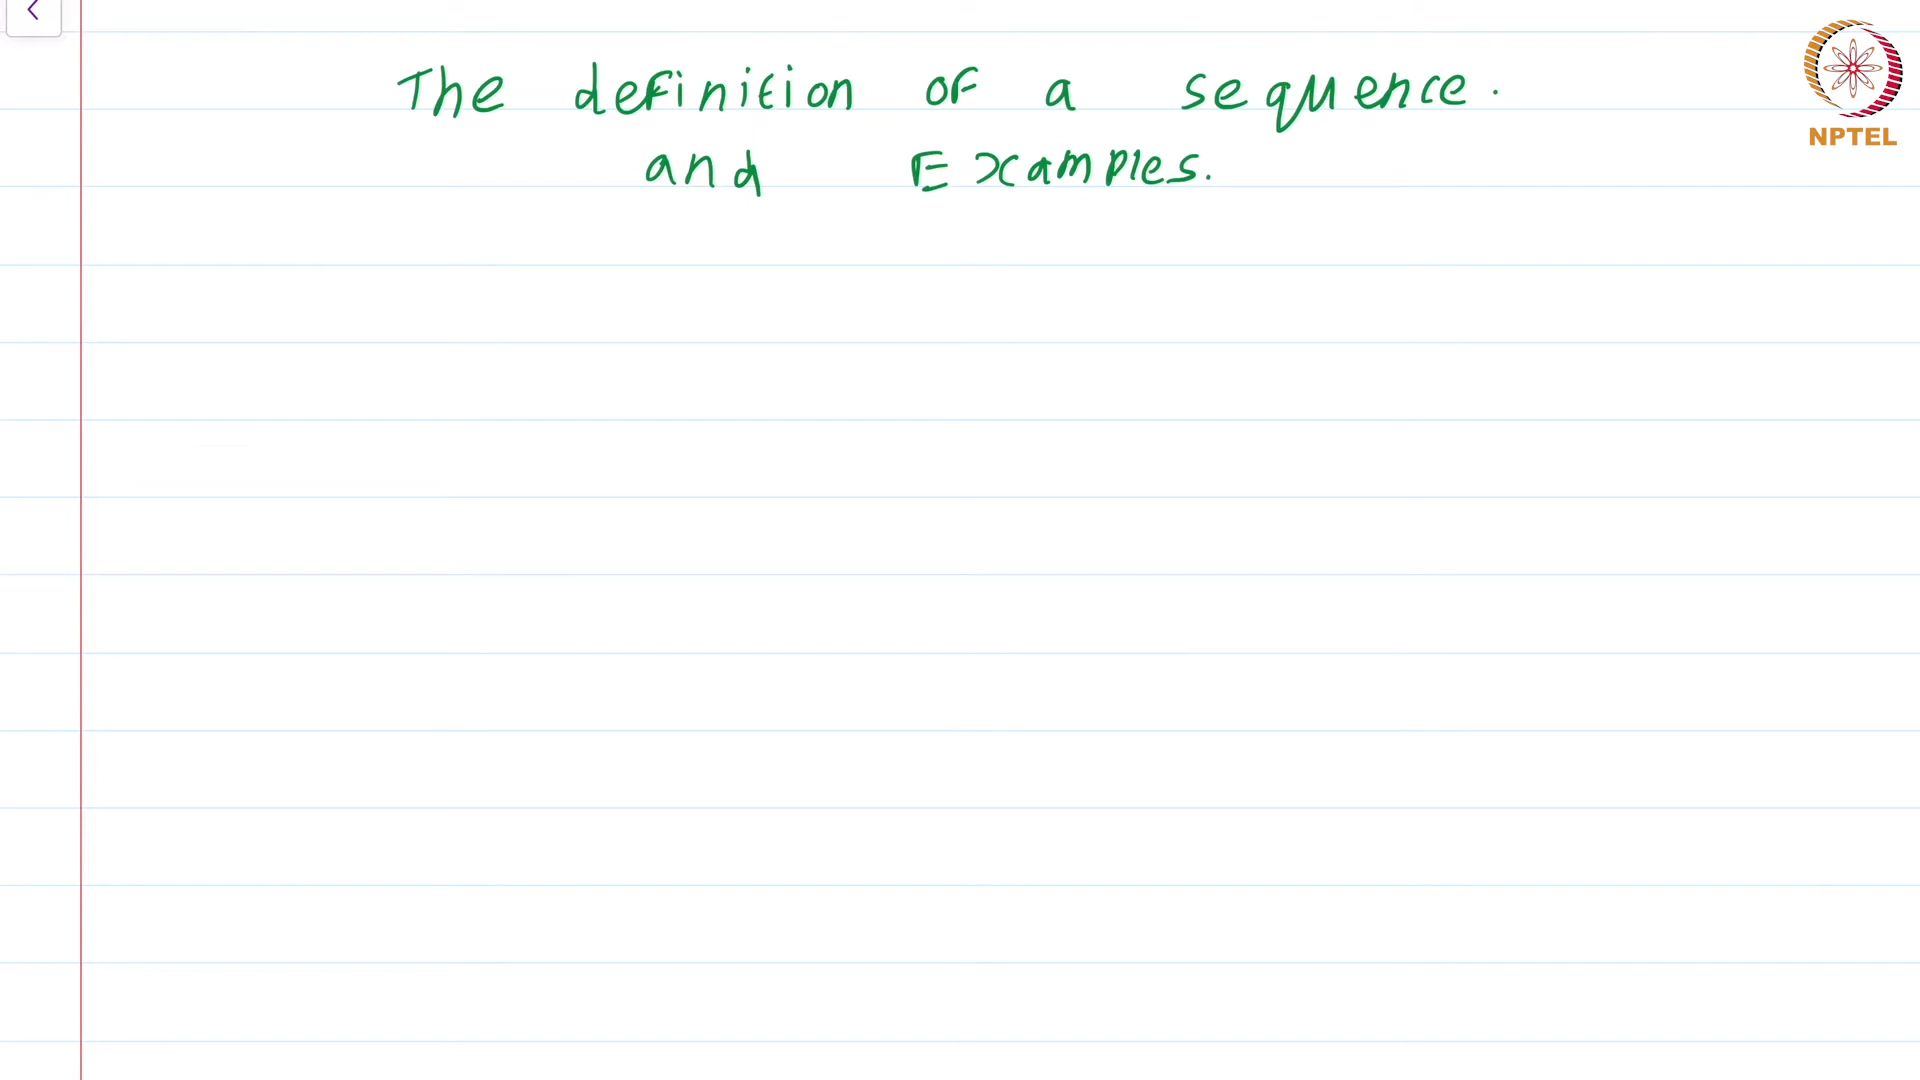 The definition of a sequence.
and Examples.
NPTEL